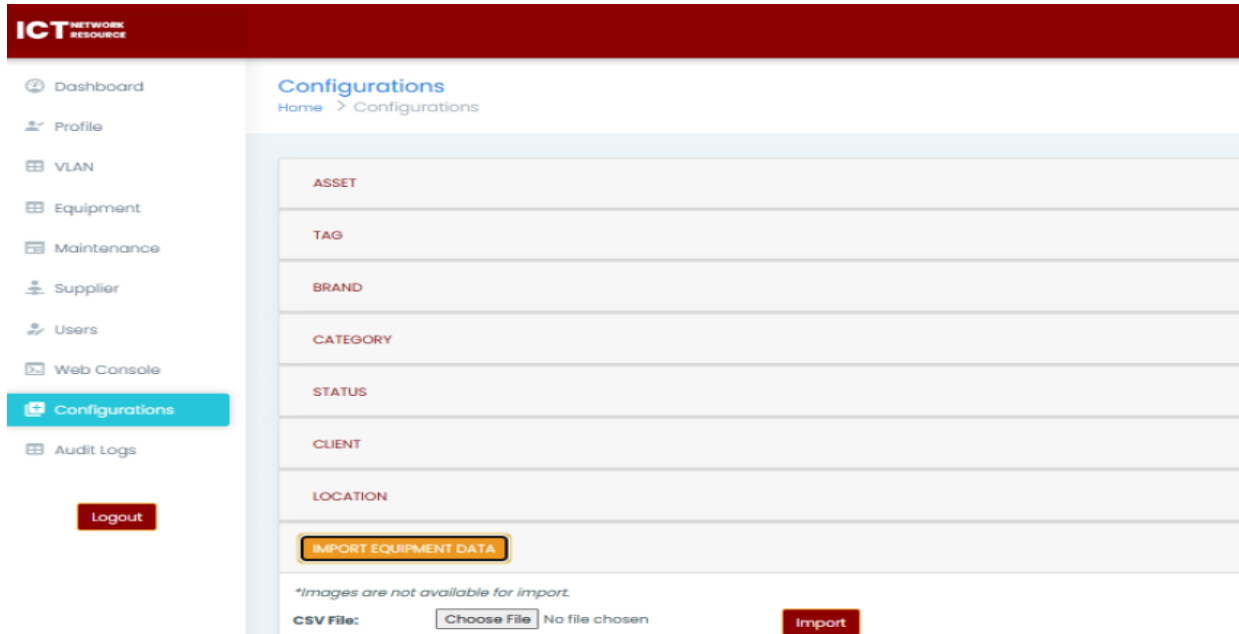 ICT NETWORK RESOURCE
Dashboard
Profile
VLAN
Equipment
Maintenance
Supplier
Users
Web Console
Configurations
Audit Logs
Logout
Configurations
Home > Configurations
ASSET
TAG
BRAND
CATEGORY
STATUS
CLIENT
LOCATION
IMPORT EQUIPMENT DATA
*Images are not available for import.
CSV File: Choose File No file chosen Import